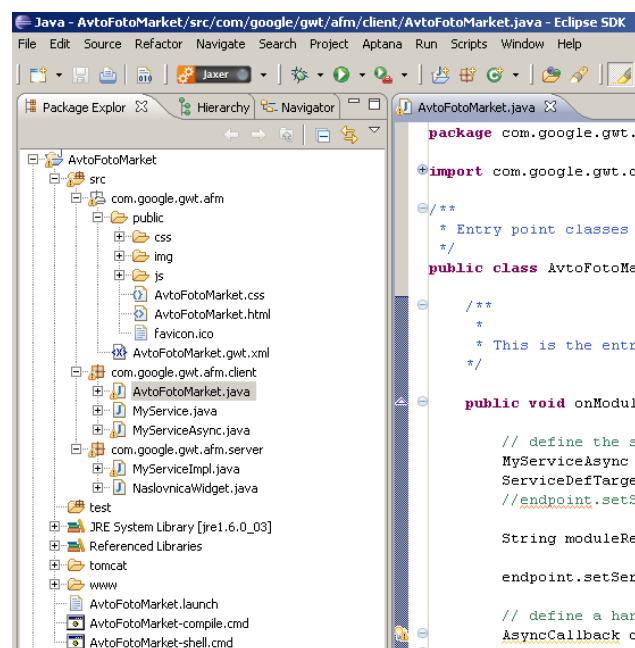 Java - AvtoFotoMarket/src/com/google/gwt/afm/client/AvtoFotoMarket.java - Eclipse SDK
File Edit Source Refactor Navigate Search Project Aptana Run Scripts Window Help
Jaxer
Package Explor Hierarchy Navigator
AvtoFotoMarket
src
com.google.gwt.afm
public
css
img
js
AvtoFotoMarket.css
AvtoFotoMarket.html
favicon.ico
AvtoFotoMarket.gwt.xml
com.google.gwt.afm.client
AvtoFotoMarket.java
MyService.java
MyServiceAsync.java
com.google.gwt.afm.server
MyServiceImpl.java
NaslovnicaWidget.java
test
JRE System Library [jre1.6.0_03]
Referenced Libraries
tomcat
www
AvtoFotoMarket.launch
AvtoFotoMarket-compile.cmd
AvtoFotoMarket-shell.cmd
AvtoFotoMarket.java
package com.google.gwt.
import com.google.gwt.c
/**
* Entry point classes
*/
public class AvtoFotoMa
/**
*
* This is the entr
*/
public void onModul
// define the s
MyServiceAsync
ServiceDefTarge
//endpoint.setS
String moduleRe
endpoint.setSer
// define a han
AsyncCallback c